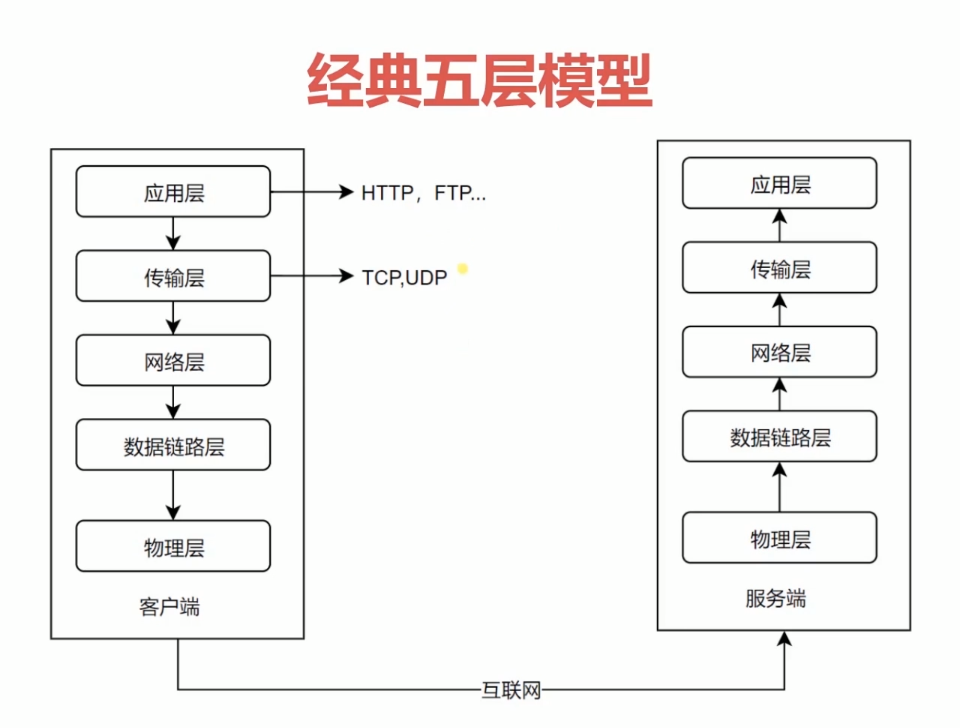 经典五层模型
应用层
HTTP，FTP...
传输层
TCP,UDP
网络层
数据链路层
物理层
客户端
应用层
传输层
网络层
数据链路层
物理层
服务端
互联网